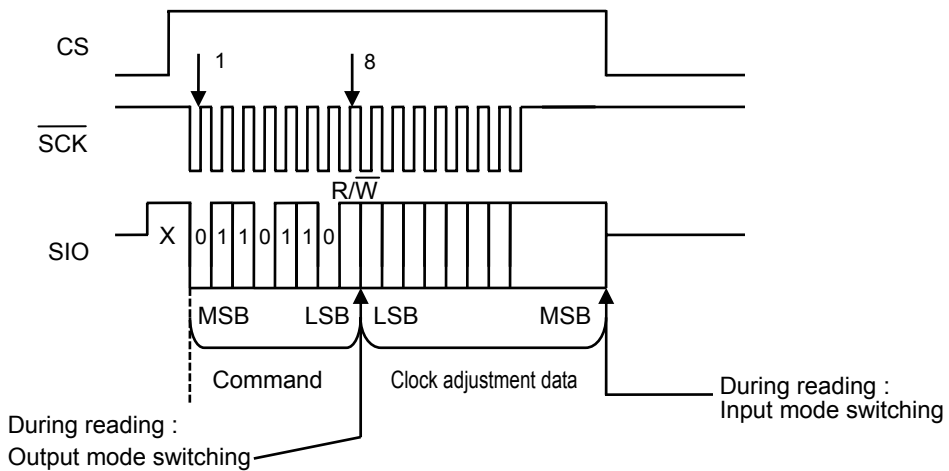 CS
1
8
SCK
R/W
SIO
X
0
1
1
0
1
1
0
MSB
LSB
LSB
MSB
Command
Clock adjustment data
During reading :
Output mode switching
During reading :
Input mode switching